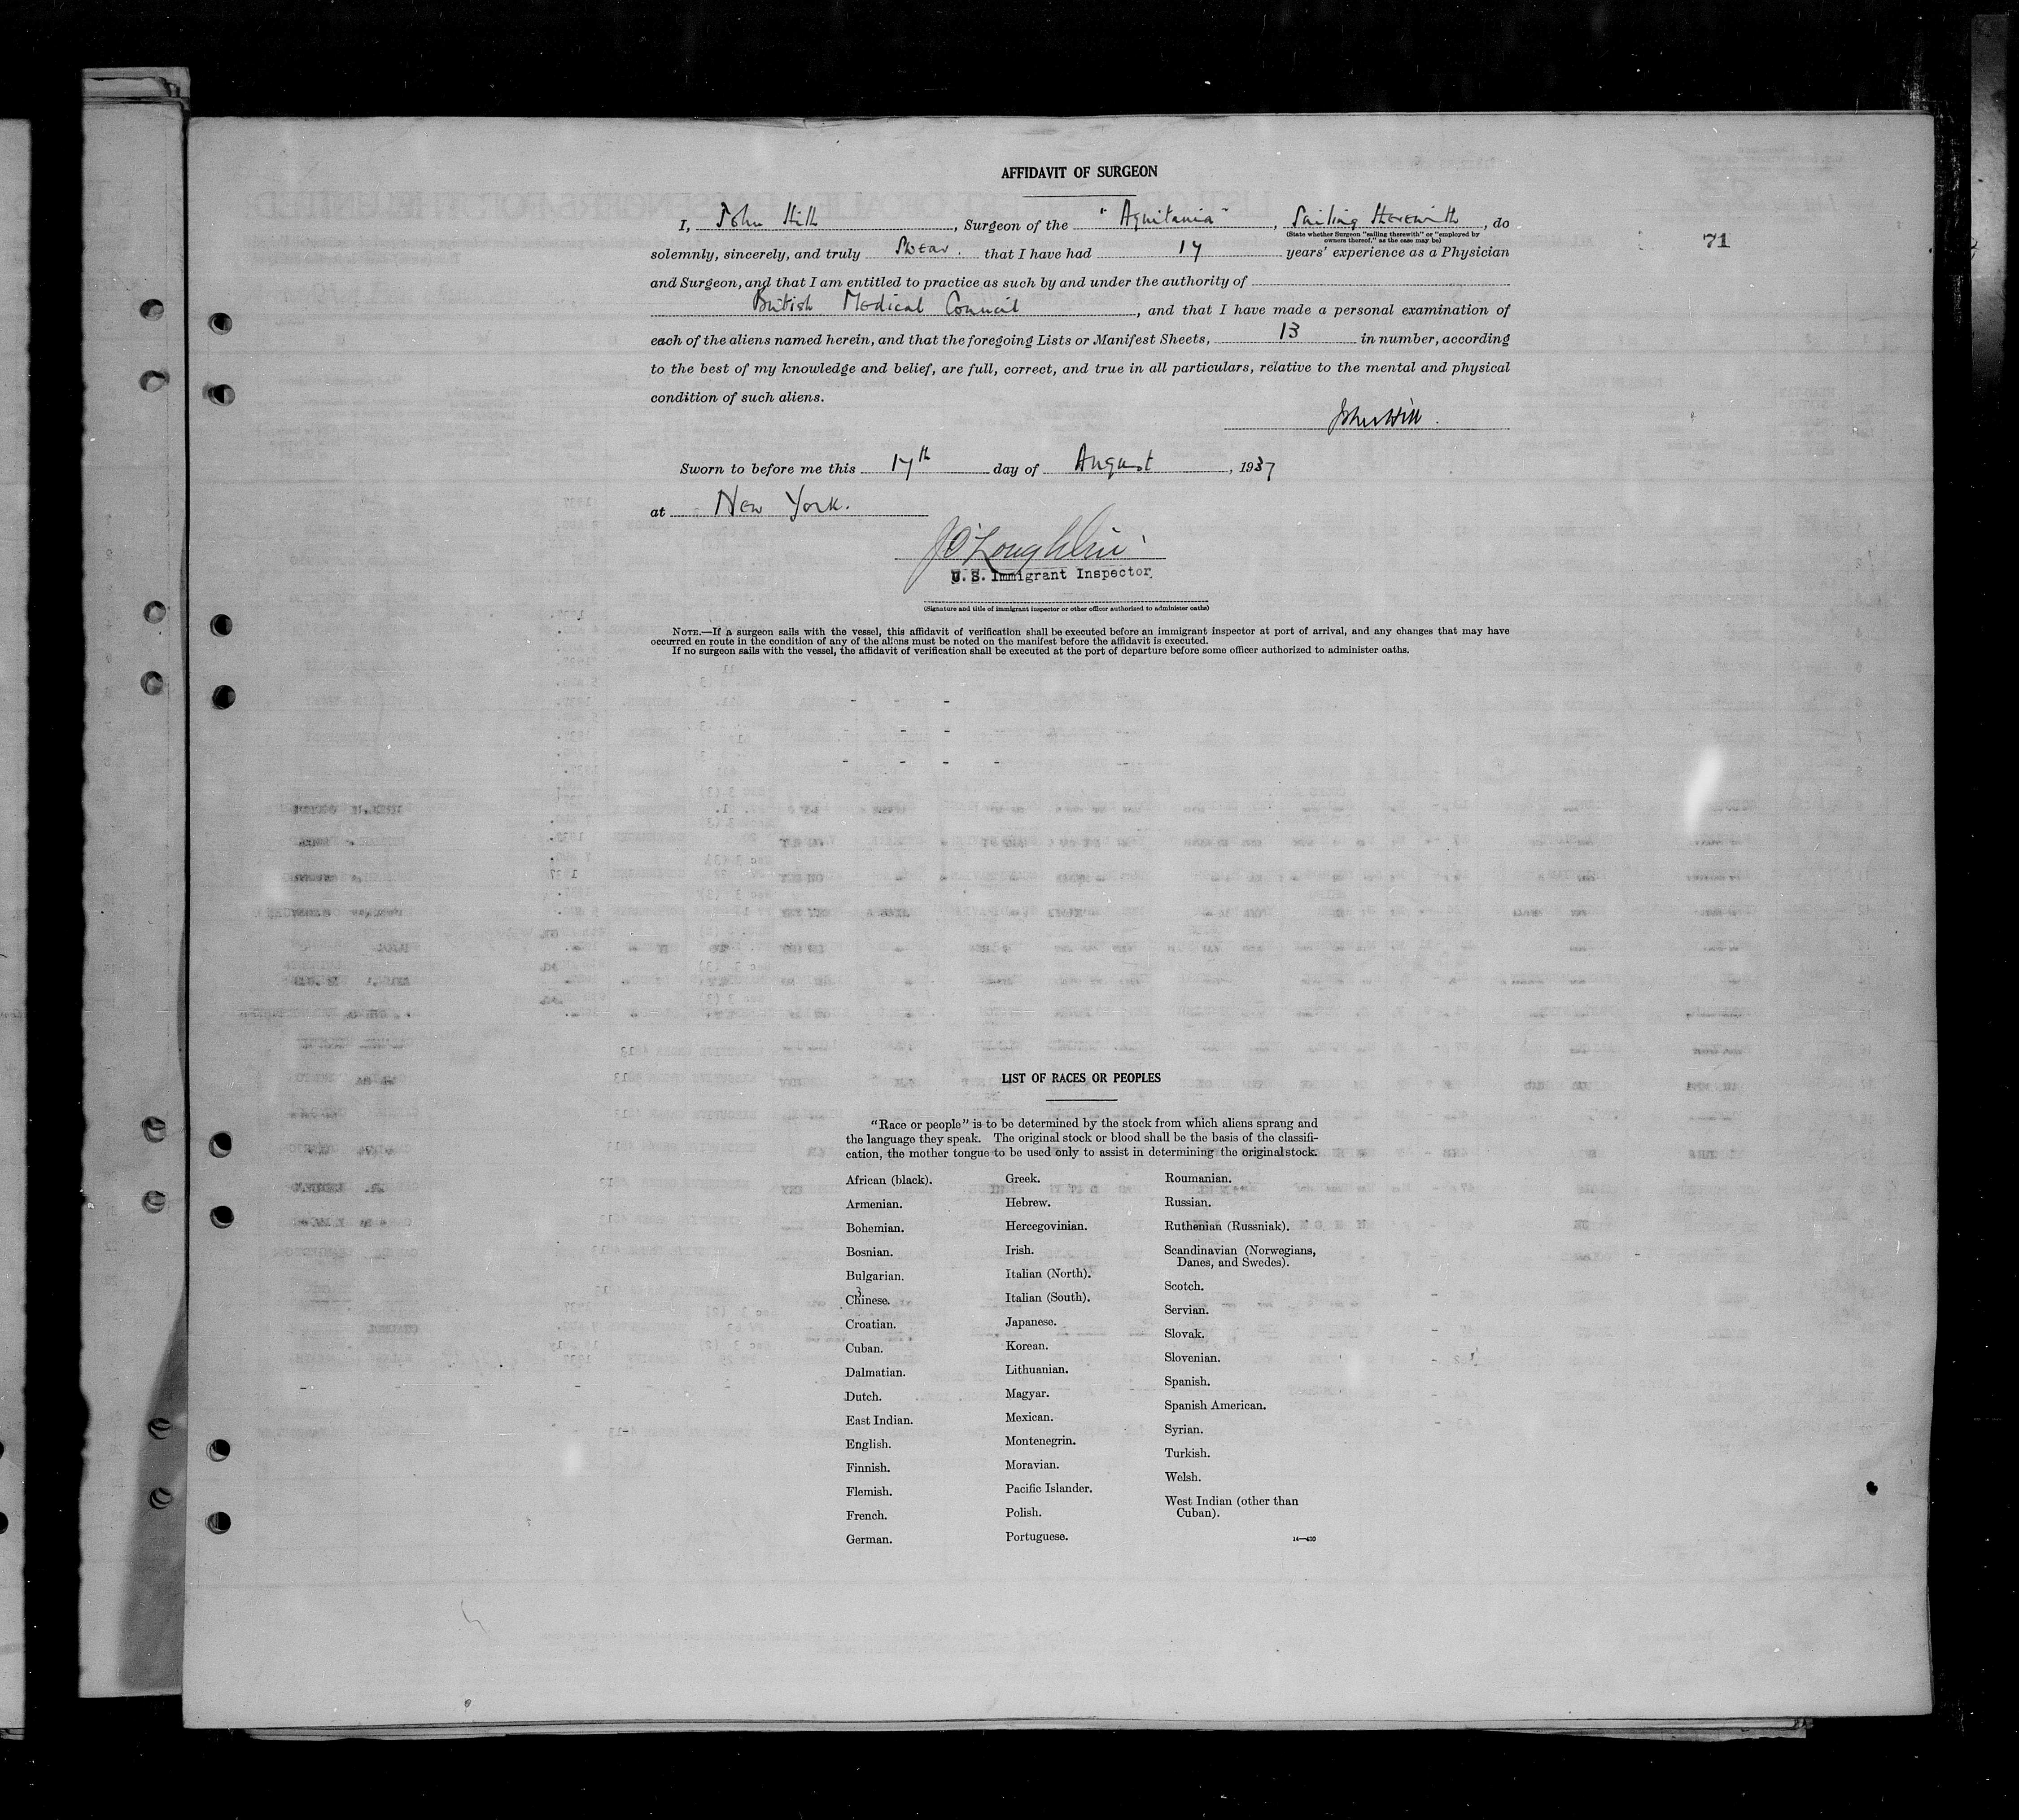 AFFIDAVIT OF SURGEON
I, John Hill, Surgeon of the "Aquitania", Sailing therewith, do
(State whether Surgeon "sailing therewith" or "employed by
owners thereof," as the case may be)
71
solemnly, sincerely, and truly Swear. that I have had 17 years' experience as a Physician
and Surgeon, and that I am entitled to practice as such by and under the authority of
British Medical Council, and that I have made a personal examination of
each of the aliens named herein, and that the foregoing Lists or Manifest Sheets, 13 in number, according
to the best of my knowledge and belief, are full, correct, and true in all particulars, relative to the mental and physical
condition of such aliens.
John Hill.
Sworn to before me this 17th day of August, 1937
at New York.
J O'Loughlin
U. S. Immigrant Inspector
(Signature and title of immigrant inspector or other officer authorized to administer oaths)
NOTE.—If a surgeon sails with the vessel, this affidavit of verification shall be executed before an immigrant inspector at port of arrival, and any changes that may have
occurred en route in the condition of any of the aliens must be noted on the manifest before the affidavit is executed.
If no surgeon sails with the vessel, the affidavit of verification shall be executed at the port of departure before some officer authorized to administer oaths.
LIST OF RACES OR PEOPLES
"Race or people" is to be determined by the stock from which aliens sprang and
the language they speak. The original stock or blood shall be the basis of the classifi-
cation, the mother tongue to be used only to assist in determining the original stock.
African (black).
Armenian.
Bohemian.
Bosnian.
Bulgarian.
Chinese.
Croatian.
Cuban.
Dalmatian.
Dutch.
East Indian.
English.
Finnish.
Flemish.
French.
German.
Greek.
Hebrew.
Hercegovinian.
Irish.
Italian (North).
Italian (South).
Japanese.
Korean.
Lithuanian.
Magyar.
Mexican.
Montenegrin.
Moravian.
Pacific Islander.
Polish.
Portuguese.
Roumanian.
Russian.
Ruthenian (Russniak).
Scandinavian (Norwegians,
Danes, and Swedes).
Scotch.
Servian.
Slovak.
Slovenian.
Spanish.
Spanish American.
Syrian.
Turkish.
Welsh.
West Indian (other than
Cuban).
14—430